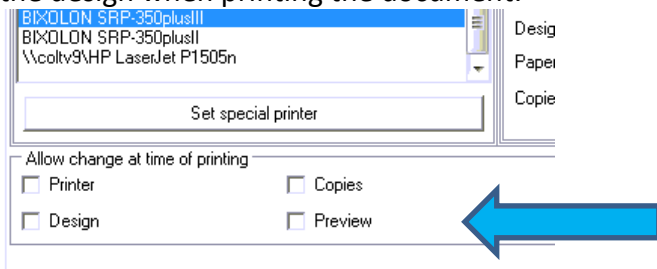 the design when printing the document.
BIXOLON SRP-350plusIII
BIXOLON SRP-350plusII
\\coltv9\HP LaserJet P1505n
Desig
Paper
Copie
Set special printer
Allow change at time of printing
Printer
Copies
Design
Preview